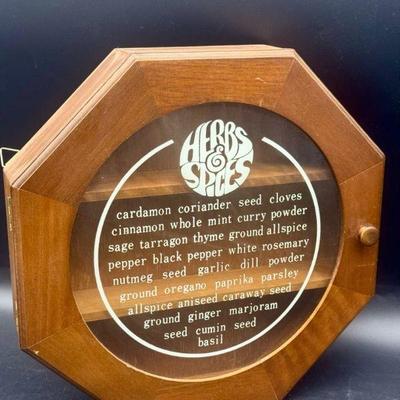 HERBS
&
SPICES
cardamon coriander seed cloves
cinnamon whole mint curry powder
sage tarragon thyme ground allspice
pepper black pepper white rosemary
nutmeg seed garlic dill powder
ground oregano paprika parsley
allspice aniseed caraway seed
ground ginger marjoram
seed cumin seed
basil